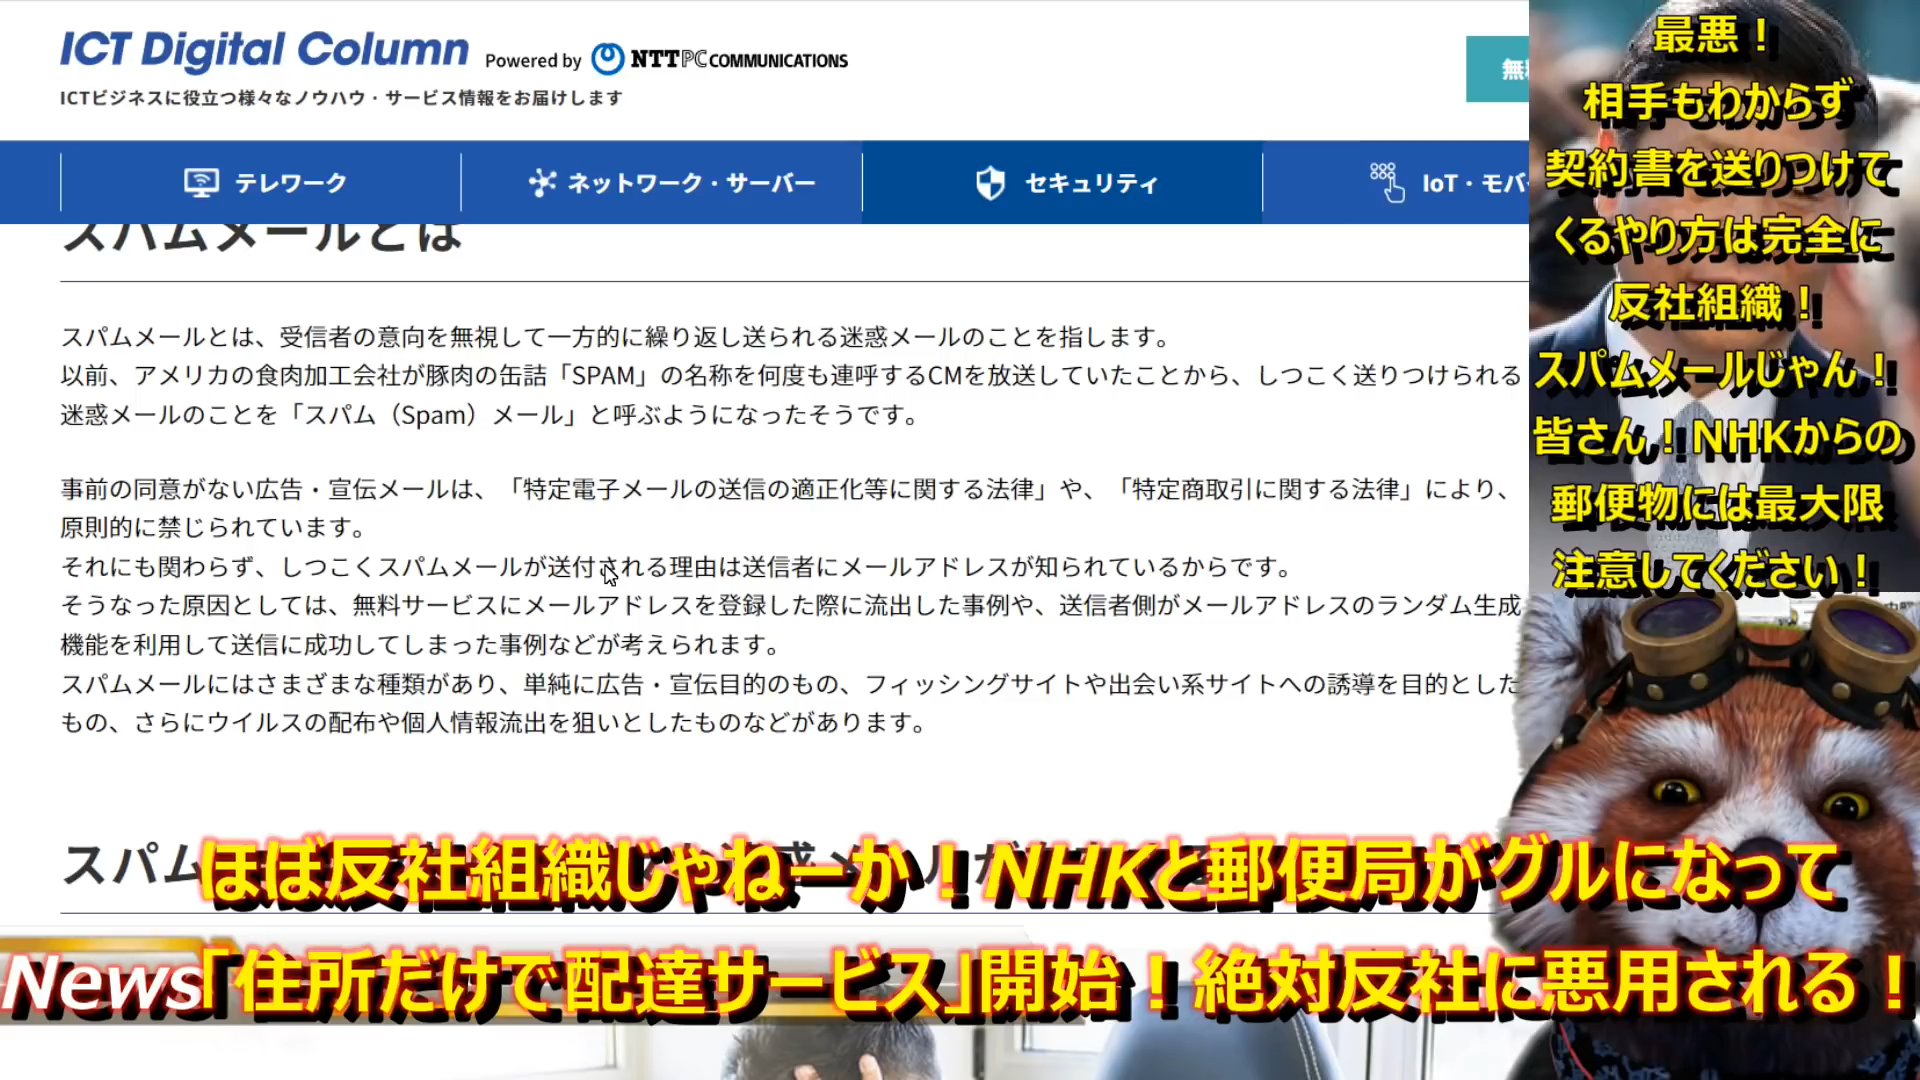 ICT Digital Column
Powered by NTTPC COMMUNICATIONS
ICTビジネスに役立つ様々なノウハウ・サービス情報をお届けします
無料
テレワーク
ネットワーク・サーバー
セキュリティ
IoT・モバ
スパムメールとは
スパムメールとは、受信者の意向を無視して一方的に繰り返し送られる迷惑メールのことを指します。
以前、アメリカの食肉加工会社が豚肉の缶詰「SPAM」の名称を何度も連呼するCMを放送していたことから、しつこく送りつけられる
迷惑メールのことを「スパム（Spam）メール」と呼ぶようになったそうです。
事前の同意がない広告・宣伝メールは、「特定電子メールの送信の適正化等に関する法律」や、「特定商取引に関する法律」により、
原則的に禁じられています。
それにも関わらず、しつこくスパムメールが送付される理由は送信者にメールアドレスが知られているからです。
そうなった原因としては、無料サービスにメールアドレスを登録した際に流出した事例や、送信者側がメールアドレスのランダム生成
機能を利用して送信に成功してしまった事例などが考えられます。
スパムメールにはさまざまな種類があり、単純に広告・宣伝目的のもの、フィッシングサイトや出会い系サイトへの誘導を目的とした
もの、さらにウイルスの配布や個人情報流出を狙いとしたものなどがあります。
スパム
最悪！
相手もわからず
契約書を送りつけて
くるやり方は完全に
反社組織！
スパムメールじゃん！
皆さん！NHKからの
郵便物には最大限
注意してください！
ほぼ反社組織じゃねーか！NHKと郵便局がグルになって
News
「住所だけで配達サービス」開始！絶対反社に悪用される！